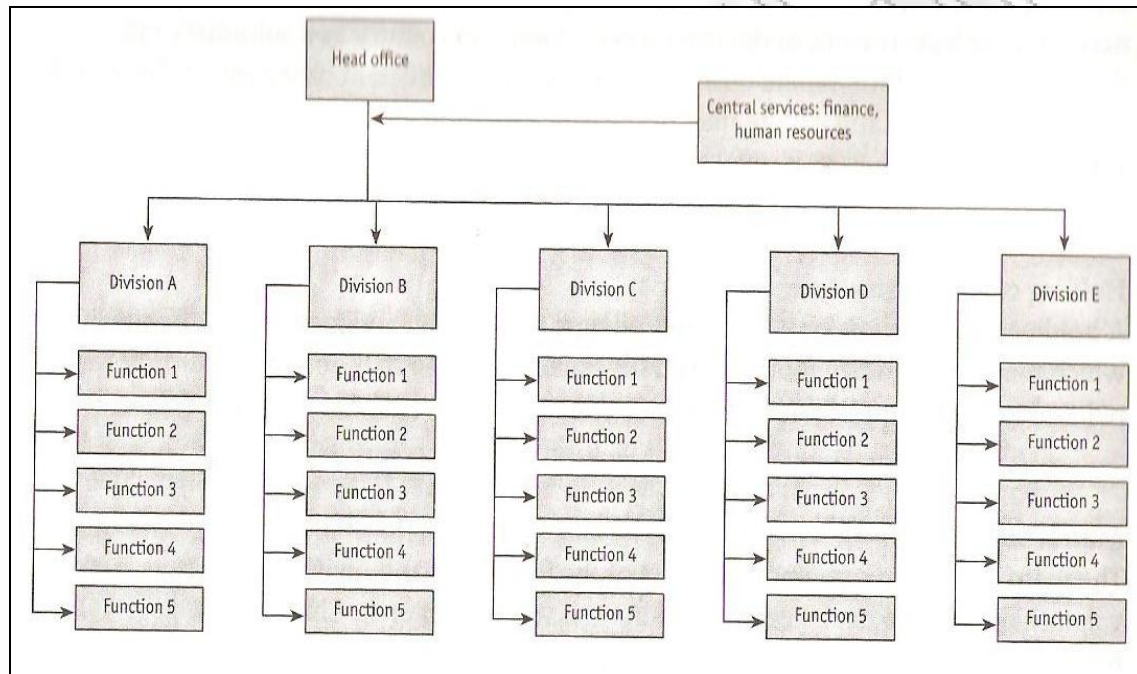 Head office
Central services: finance,
human resources
Division A
Division B
Division C
Division D
Division E
Function 1
Function 1
Function 1
Function 1
Function 1
Function 2
Function 2
Function 2
Function 2
Function 2
Function 3
Function 3
Function 3
Function 3
Function 3
Function 4
Function 4
Function 4
Function 4
Function 4
Function 5
Function 5
Function 5
Function 5
Function 5